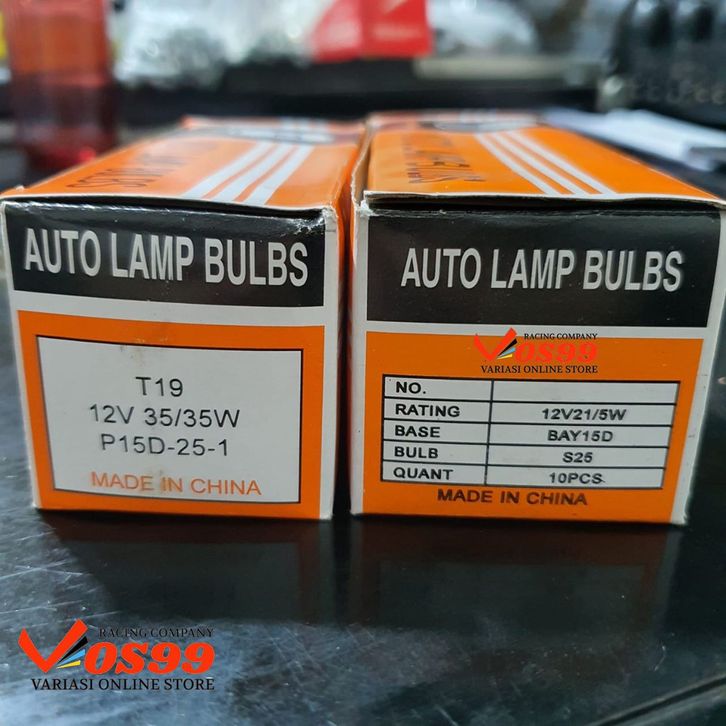 AUTO LAMP BULBS
T19
12V 35/35W
P15D-25-1
MADE IN CHINA
AUTO LAMP BULBS
RACING COMPANY
VOS99
VARIASI ONLINE STORE
NO.
RATING 12V21/5W
BASE BAY15D
BULB S25
QUANT 10PCS
MADE IN CHINA
RACING COMPANY
VOS99
VARIASI ONLINE STORE